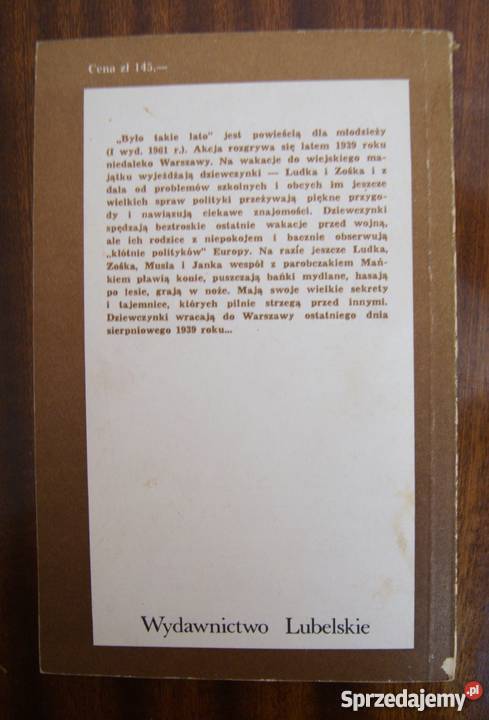 Cena zł 145,—
„Było takie lato" jest powieścią dla młodzieży
(I wyd. 1961 r.). Akcja rozgrywa się latem 1939 roku
niedaleko Warszawy. Na wakacje do wiejskiego ma-
jątku wyjeżdżają dziewczynki — Ludka i Zośka i z
dala od problemów szkolnych i obcych im jeszcze
wielkich spraw polityki przeżywają piękne przygo-
dy i nawiązują ciekawe znajomości. Dziewczynki
spędzają beztroskie ostatnie wakacje przed wojną,
ale ich rodzice z niepokojem i bacznie obserwują
„kłótnie polityków" Europy. Na razie jeszcze Ludka,
Zośka, Musia i Janka wespół z parobczakiem Mań-
kiem pławią konie, puszczają bańki mydlane, hasają
po lesie, grają w noże. Mają swoje wielkie sekrety
i tajemnice, których pilnie strzegą przed innymi.
Dziewczynki wracają do Warszawy ostatniego dnia
sierpniowego 1939 roku...
Wydawnictwo Lubelskie
Sprzedajemy.pl